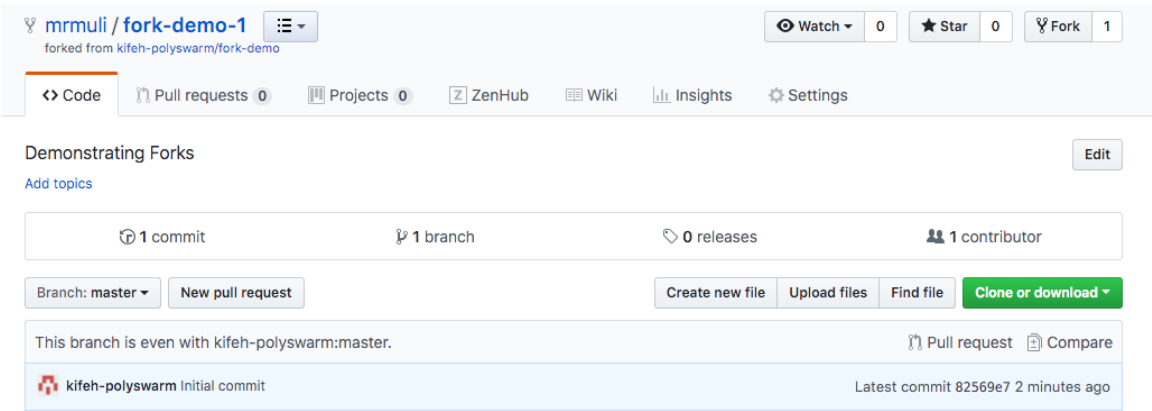 mrmuli / fork-demo-1 Watch 0 Star 0 Fork 1
forked from kifeh-polyswarm/fork-demo
Code Pull requests 0 Projects 0 Z ZenHub Wiki Insights Settings
Demonstrating Forks Edit
Add topics
1 commit 1 branch 0 releases 1 contributor
Branch: master New pull request Create new file Upload files Find file Clone or download
This branch is even with kifeh-polyswarm:master. Pull request Compare
kifeh-polyswarm Initial commit Latest commit 82569e7 2 minutes ago